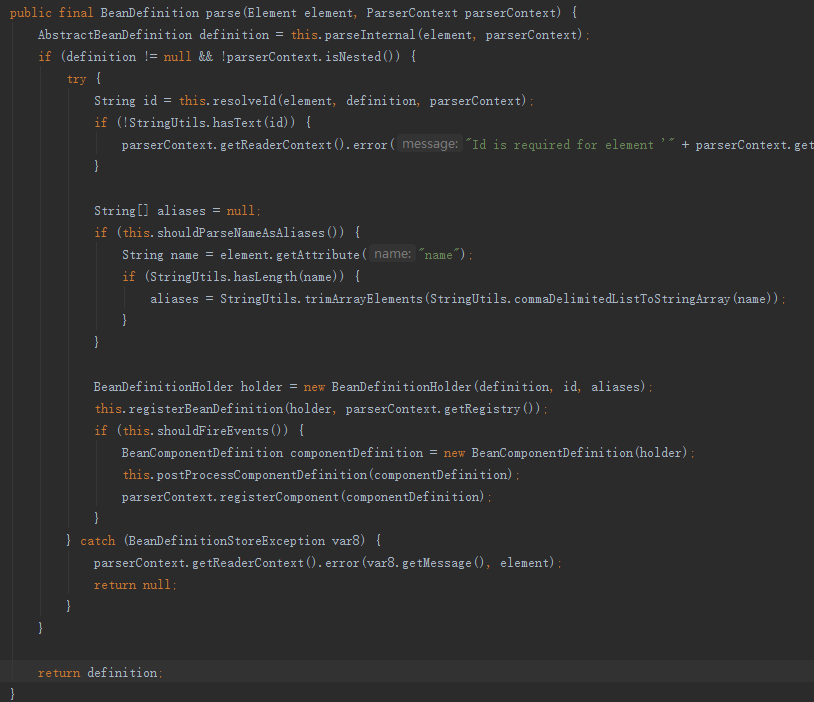 public final BeanDefinition parse(Element element, ParserContext parserContext) {
    AbstractBeanDefinition definition = this.parseInternal(element, parserContext);
    if (definition != null && !parserContext.isNested()) {
        try {
            String id = this.resolveId(element, definition, parserContext);
            if (!StringUtils.hasText(id)) {
                parserContext.getReaderContext().error( message: "Id is required for element '" + parserContext.get
            }
            String[] aliases = null;
            if (this.shouldParseNameAsAliases()) {
                String name = element.getAttribute( name: "name");
                if (StringUtils.hasLength(name)) {
                    aliases = StringUtils.trimArrayElements(StringUtils.commaDelimitedListToStringArray(name));
                }
            }
            BeanDefinitionHolder holder = new BeanDefinitionHolder(definition, id, aliases);
            this.registerBeanDefinition(holder, parserContext.getRegistry());
            if (this.shouldFireEvents()) {
                BeanComponentDefinition componentDefinition = new BeanComponentDefinition(holder);
                this.postProcessComponentDefinition(componentDefinition);
                parserContext.registerComponent(componentDefinition);
            }
        } catch (BeanDefinitionStoreException var8) {
            parserContext.getReaderContext().error(var8.getMessage(), element);
            return null;
        }
    }
    return definition;
}